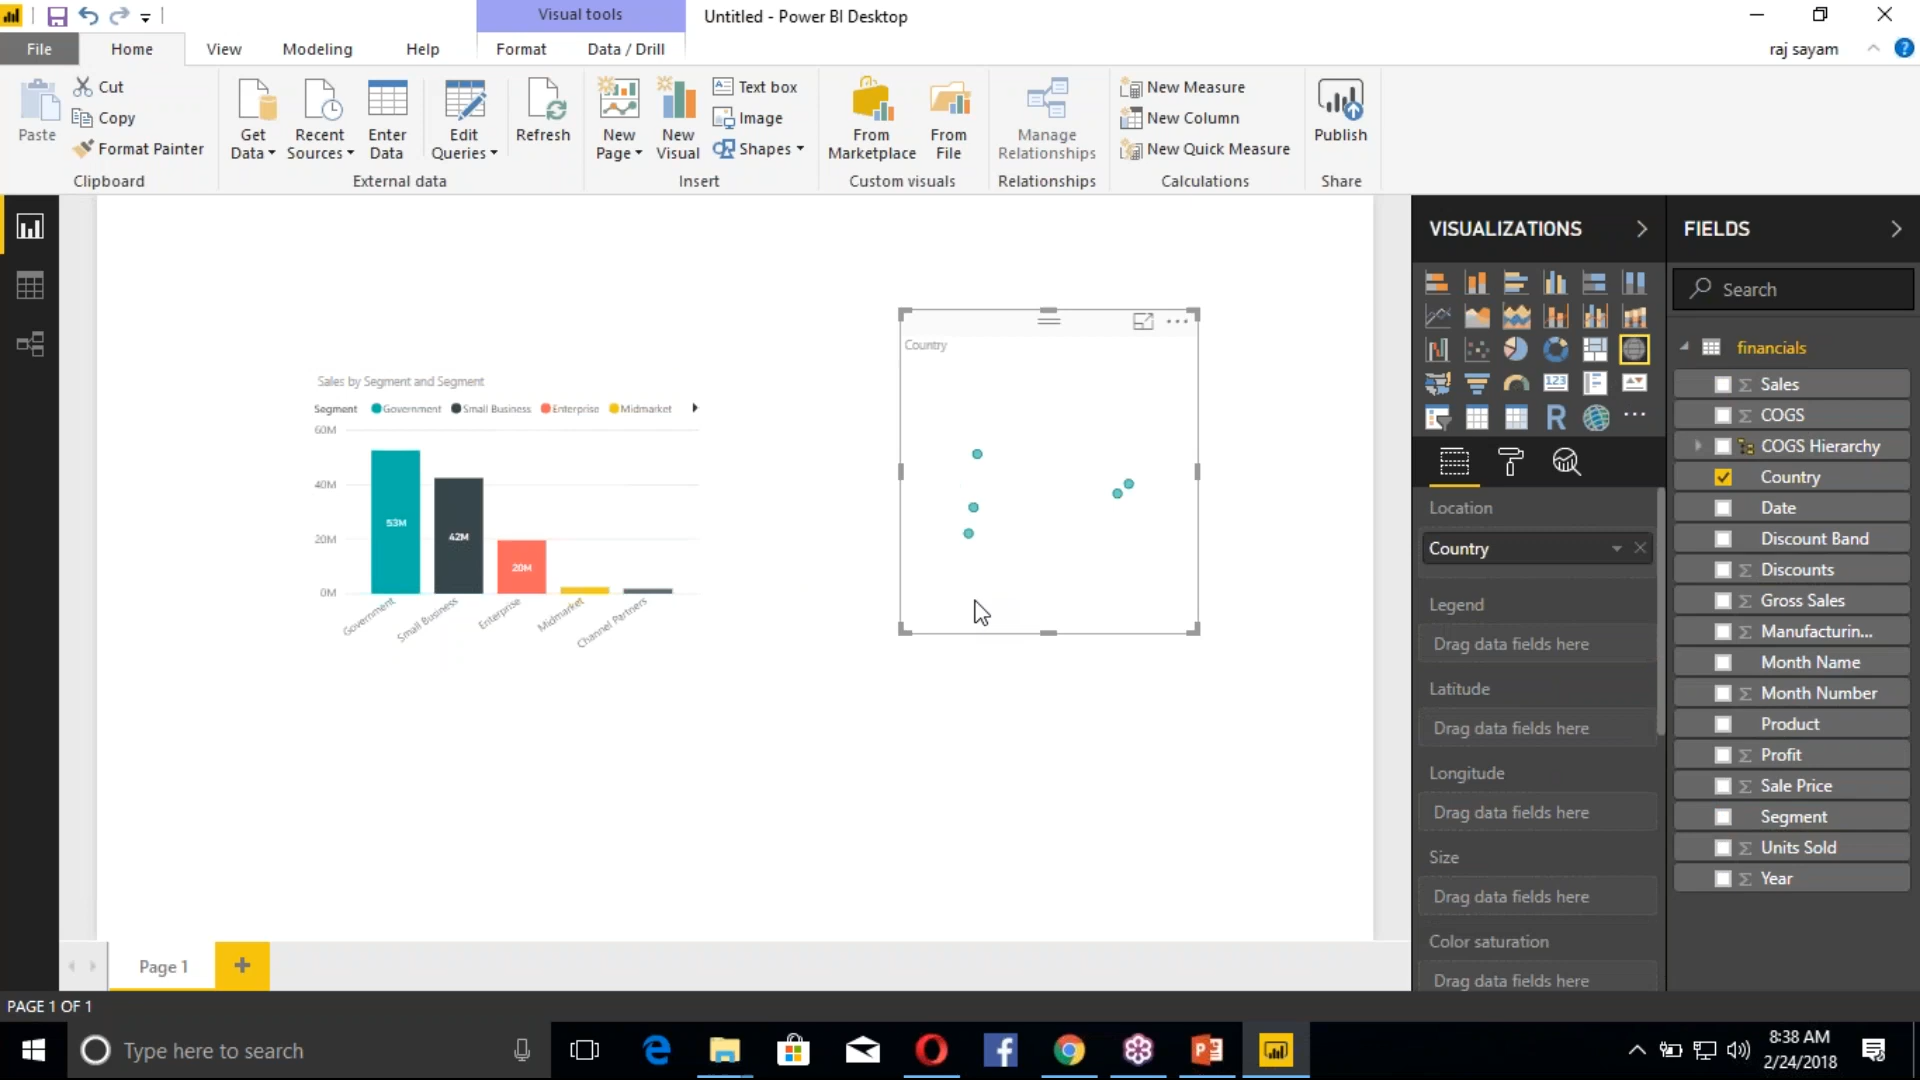 Visual tools
Untitled - Power BI Desktop
File
Home
View
Modeling
Help
Format
Data / Drill
raj sayam
Paste
Cut
Copy
Format Painter
Clipboard
Get Data
Recent Sources
Enter Data
Edit Queries
Refresh
External data
New Page
New Visual
Text box
Image
Shapes
Insert
From Marketplace
From File
Custom visuals
Manage Relationships
Relationships
New Measure
New Column
New Quick Measure
Calculations
Publish
Share
Sales by Segment and Segment
Segment Government Small Business Enterprise Midmarket
60M
40M
20M
0M
53M
42M
20M
Government
Small Business
Enterprise
Midmarket
Channel Partners
Country
VISUALIZATIONS
123
R
Location
Country
Legend
Drag data fields here
Latitude
Drag data fields here
Longitude
Drag data fields here
Size
Drag data fields here
Color saturation
Drag data fields here
FIELDS
Search
financials
Sales
COGS
COGS Hierarchy
Country
Date
Discount Band
Discounts
Gross Sales
Manufacturin...
Month Name
Month Number
Product
Profit
Sale Price
Segment
Units Sold
Year
Page 1
PAGE 1 OF 1
Type here to search
8:38 AM
2/24/2018